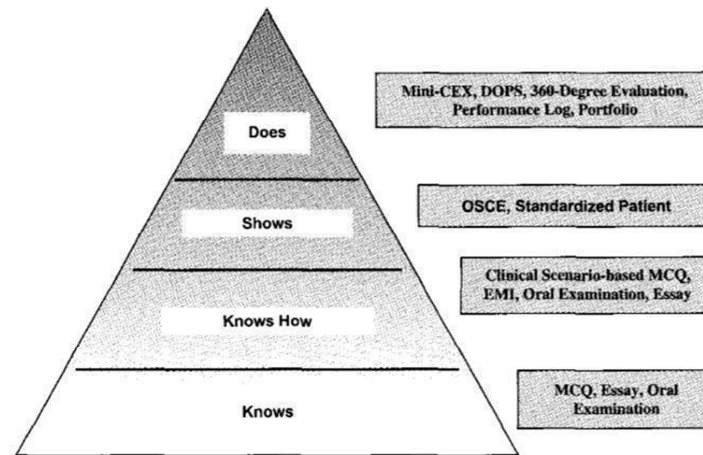 Mini-CEX, DOPS, 360-Degree Evaluation,
Performance Log, Portfolio
Does
OSCE, Standardized Patient
Shows
Clinical Scenario-based MCQ,
EMI, Oral Examination, Essay
Knows How
MCQ, Essay, Oral
Examination
Knows